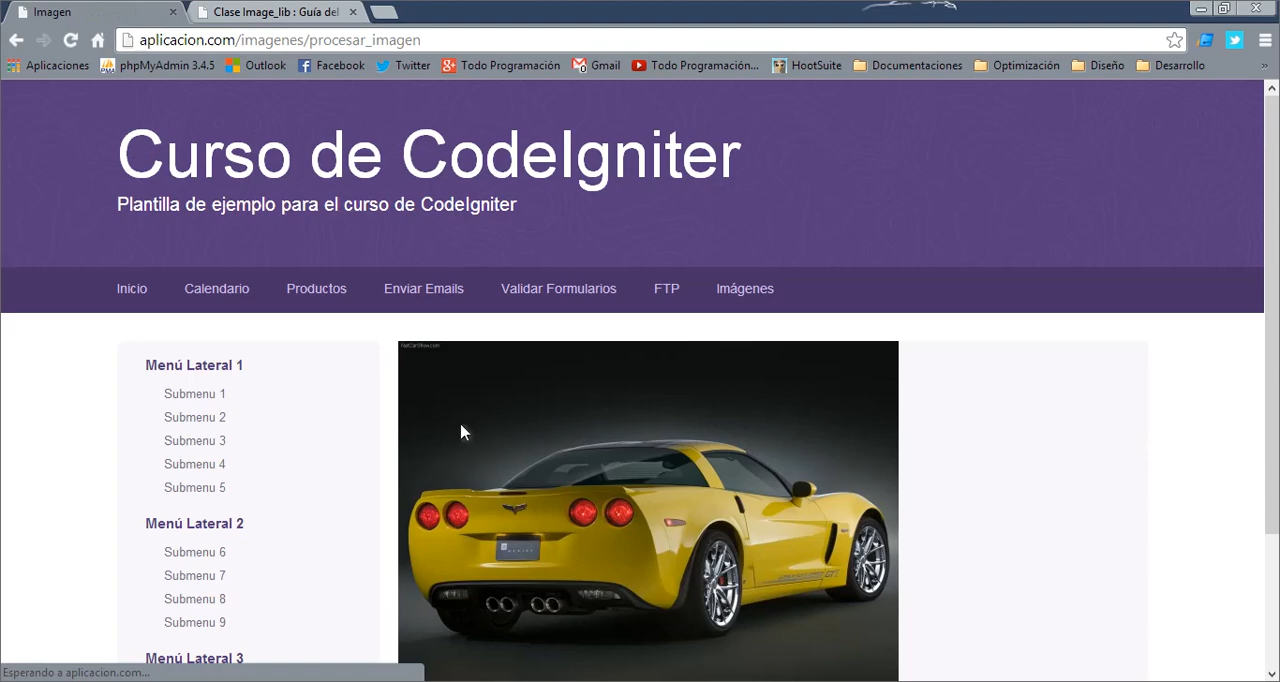 Imagen
Clase Image_lib : Guía del
aplicacion.com/imagenes/procesar_imagen
Aplicaciones phpMyAdmin 3.4.5 Outlook Facebook Twitter Todo Programación Gmail Todo Programación... HootSuite Documentaciones Optimización Diseño Desarrollo »
Curso de CodeIgniter
Plantilla de ejemplo para el curso de CodeIgniter
Inicio Calendario Productos Enviar Emails Validar Formularios FTP Imágenes
Menú Lateral 1
Submenu 1
Submenu 2
Submenu 3
Submenu 4
Submenu 5
Menú Lateral 2
Submenu 6
Submenu 7
Submenu 8
Submenu 9
Menú Lateral 3
NetCarShow.com
Esperando a aplicacion.com...